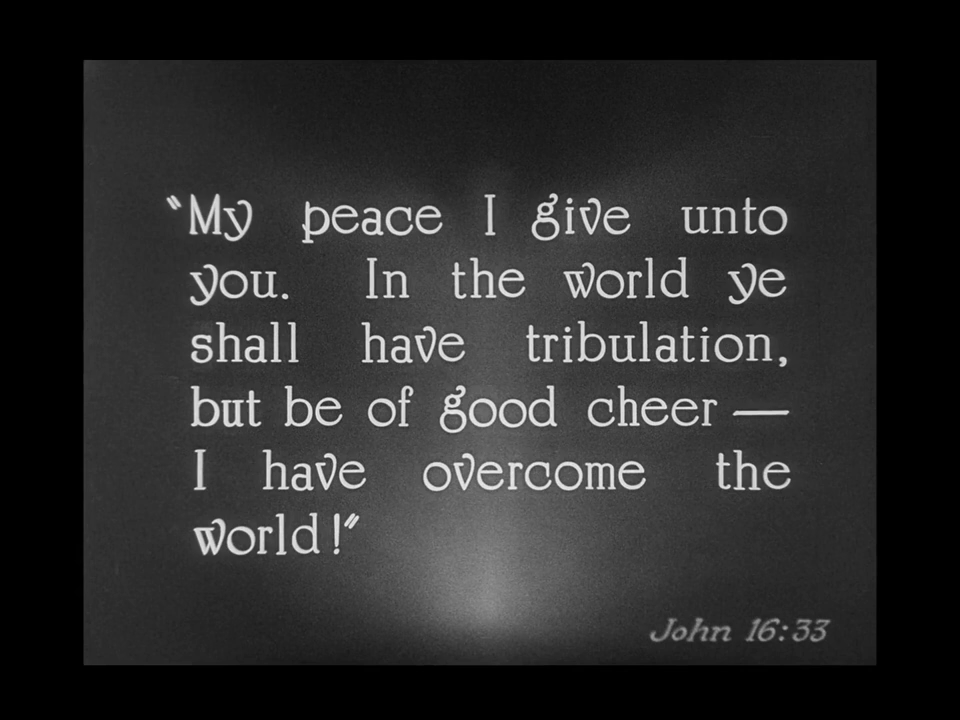 “My peace I give unto
you. In the world ye
shall have tribulation,
but be of good cheer —
I have overcome the
world!”
John 16:33